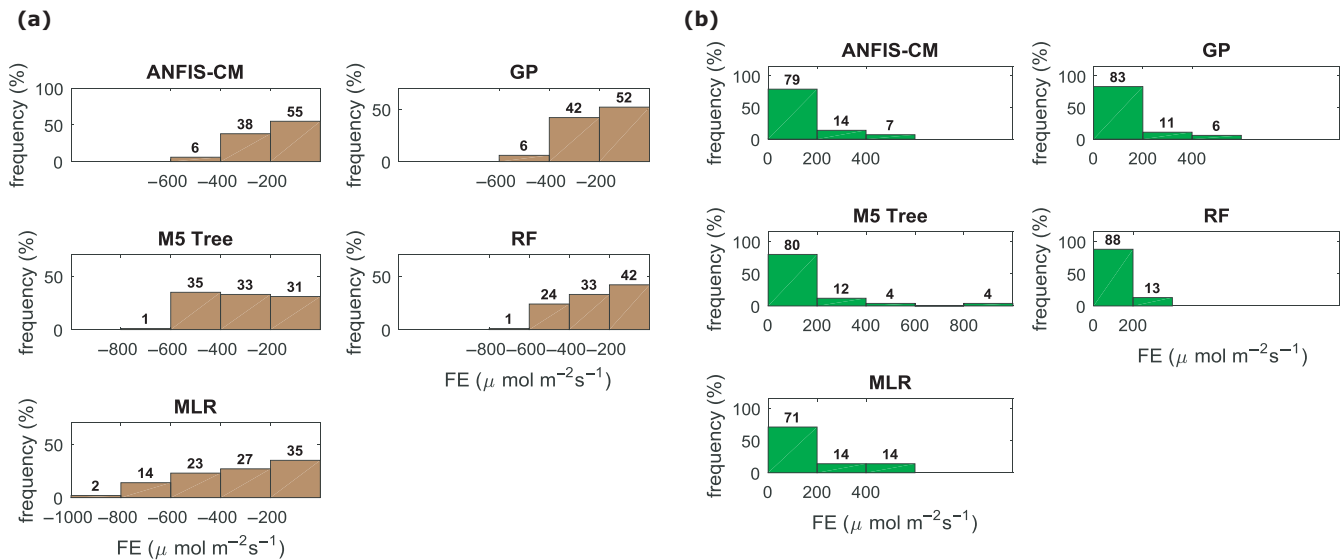 (a)
ANFIS-CM
frequency (%)
100
50
0
6
38
55
−600 −400 −200
GP
frequency (%)
50
0
6
42
52
−600 −400 −200
M5 Tree
frequency (%)
50
0
1
35
33
31
−800 −600 −400 −200
RF
frequency (%)
50
0
1
24
33
42
−800−600−400−200
FE (μ mol m−2s−1)
MLR
frequency (%)
50
0
2
14
23
27
35
−1000 −800 −600 −400 −200
FE (μ mol m−2s−1)
(b)
ANFIS-CM
frequency (%)
100
50
0
79
14
7
0 200 400
GP
frequency (%)
100
50
0
83
11
6
0 200 400
M5 Tree
frequency (%)
100
50
0
80
12
4
4
0 200 400 600 800
RF
frequency (%)
100
50
0
88
13
0 200
FE (μ mol m−2s−1)
MLR
frequency (%)
100
50
0
71
14
14
0 200 400
FE (μ mol m−2s−1)